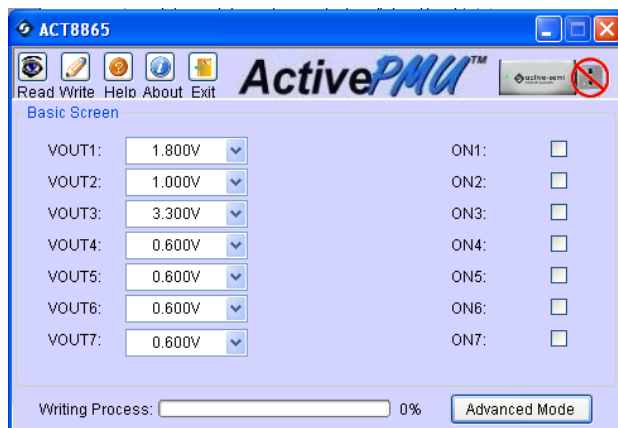 ACT8865
Read Write Help About Exit
ActivePMU™
active-semi
Basic Screen
VOUT1: 1.800V ON1:
VOUT2: 1.000V ON2:
VOUT3: 3.300V ON3:
VOUT4: 0.600V ON4:
VOUT5: 0.600V ON5:
VOUT6: 0.600V ON6:
VOUT7: 0.600V ON7:
Writing Process: 0% Advanced Mode